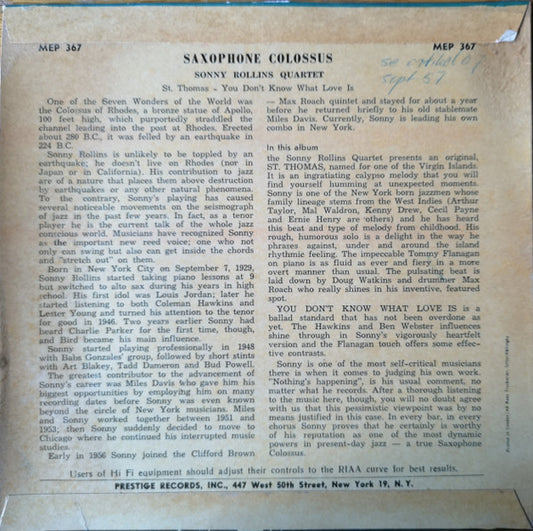 MEP 367
MEP 367
SAXOPHONE COLOSSUS
SONNY ROLLINS QUARTET
St. Thomas - You Don't Know What Love Is
sept 57
One of the Seven Wonders of the World was
the Colossus of Rhodes, a bronze statue of Apollo,
100 feet high, which purportedly straddled the
channel leading into the post at Rhodes. Erected
about 280 B.C., it was felled by an earthquake in
224 B.C.
Sonny Rollins is unlikely to be toppled by an
earthquake; he doesn't live on Rhodes (nor in
Japan or in California). His contribution to jazz
are of a nature that places them above destruction
by earthquakes or any other natural phenomena.
To the contrary, Sonny's playing has caused
several noticeable movements on the seismograph
of jazz in the past few years. In fact, as a tenor
player he is the current talk of the whole jazz
conscious world. Musicians have recognized Sonny
as the important new reed voice; one who not
only can swing but also can get inside the chords
and "stretch out" on them.
Born in New York City on September 7, 1929,
Sonny Rollins started taking piano lessons at 9
but switched to alto sax during his years in high
school. His first idol was Louis Jordan; later he
started listening to both Coleman Hawkins and
Lester Young and turned his attention to the tenor
for good in 1946. Two years earlier Sonny had
heard Charlie Parker for the first time, though,
and Bird became his main influence.
Sonny started playing professionally in 1948
with Babs Gonzales' group, followed by short stints
with Art Blakey, Tadd Dameron and Bud Powell.
The greatest contributor to the advancement of
Sonny's career was Miles Davis who gave him his
biggest opportunities by employing him on many
recording dates before Sonny was even known
beyond the circle of New York musicians. Miles
and Sonny worked together between 1951 and
1953; then Sonny suddenly decided to move to
Chicago where he continued his interrupted music
studies.
Early in 1956 Sonny joined the Clifford Brown
— Max Roach quintet and stayed for about a year
before he returned briefly to his old stablemate
Miles Davis. Currently, Sonny is leading his own
combo in New York.
In this album
the Sonny Rollins Quartet presents an original,
ST. THOMAS, named for one of the Virgin Islands.
It is an ingratiating calypso melody that you will
find yourself humming at unexpected moments.
Sonny is one of the New York born jazzmen whose
family lineage stems from the West Indies (Arthur
Taylor, Mal Waldron, Kenny Drew, Cecil Payne
and Ernie Henry are others) and he has heard
this beat and type of melody from childhood. His
rough, humorous solo is a delight in the way he
phrases against, under and around the island
rhythmic feeling. The impeccable Tommy Flanagan
on piano is as fluid as ever and fiery in a more
overt manner than usual. The pulsating beat is
laid down by Doug Watkins and drummer Max
Roach who really shines in his inventive, featured
spot.
YOU DON'T KNOW WHAT LOVE IS — a
ballad standard that has not been overdone as
yet. The Hawkins and Ben Webster influences
shine through in Sonny's vigorously heartfelt
version and the Flanagan touch offers some effec-
tive contrasts.
Sonny is one of the most self-critical musicians
there is when it comes to judging his own work.
"Nothing's happening", is his usual comment, no
matter what he records. After a thorough listening
to the music here, though, you will no doubt agree
with us that this pessimistic viewpoint was by no
means justified in this case. In every bar, in every
chorus Sonny proves that he certainly is worthy
of his reputation as one of the most dynamic
powers in present-day jazz — a true Saxophone
Colossus.
Users of Hi Fi equipment should adjust their controls to the RIAA curve for best results.
PRESTIGE RECORDS, INC., 447 West 50th Street, New York 19, N. Y.